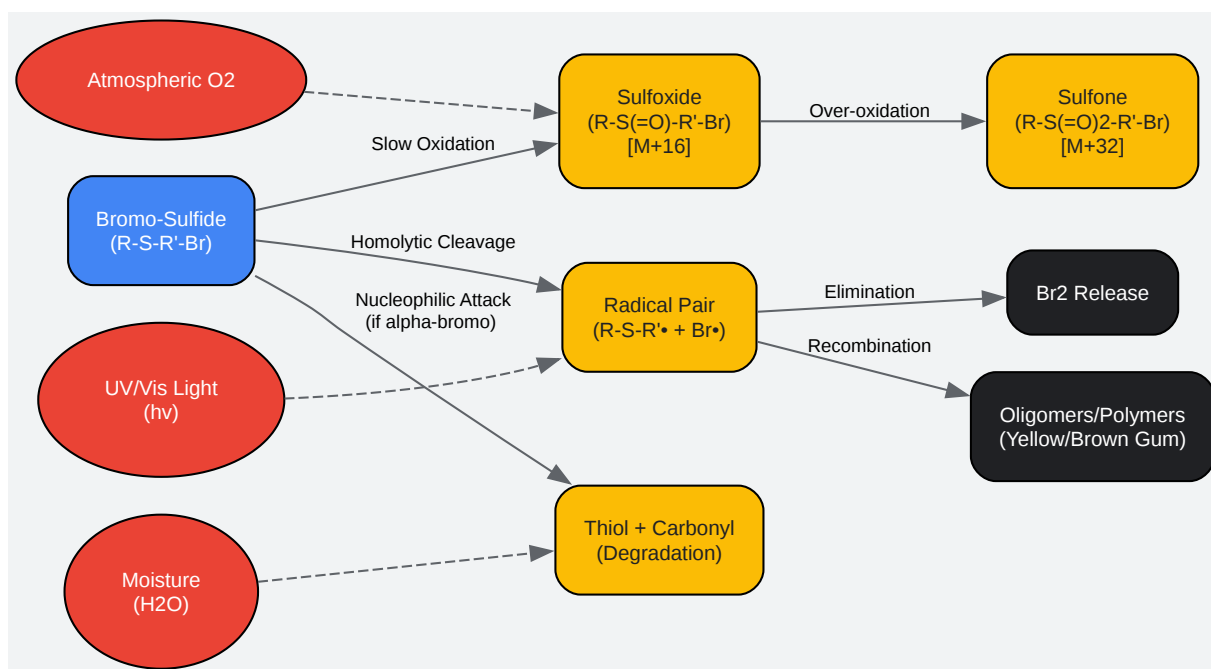 Atmospheric O2
Sulfoxide
(R-S(=O)-R'-Br)
[M+16]
Over-oxidation
Sulfone
(R-S(=O)2-R'-Br)
[M+32]
Slow Oxidation
Bromo-Sulfide
(R-S-R'-Br)
Homolytic Cleavage
Nucleophilic Attack
(if alpha-bromo)
Radical Pair
(R-S-R'• + Br•)
Elimination
Br2 Release
Recombination
UV/Vis Light
(hv)
Oligomers/Polymers
(Yellow/Brown Gum)
Thiol + Carbonyl
(Degradation)
Moisture
(H2O)